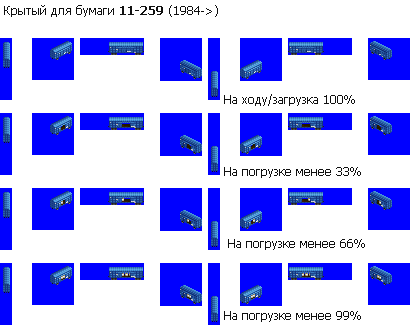 Крытый для бумаги 11-259 (1984->)
На ходу/загрузка 100%
На погрузке менее 33%
На погрузке менее 66%
На погрузке менее 99%